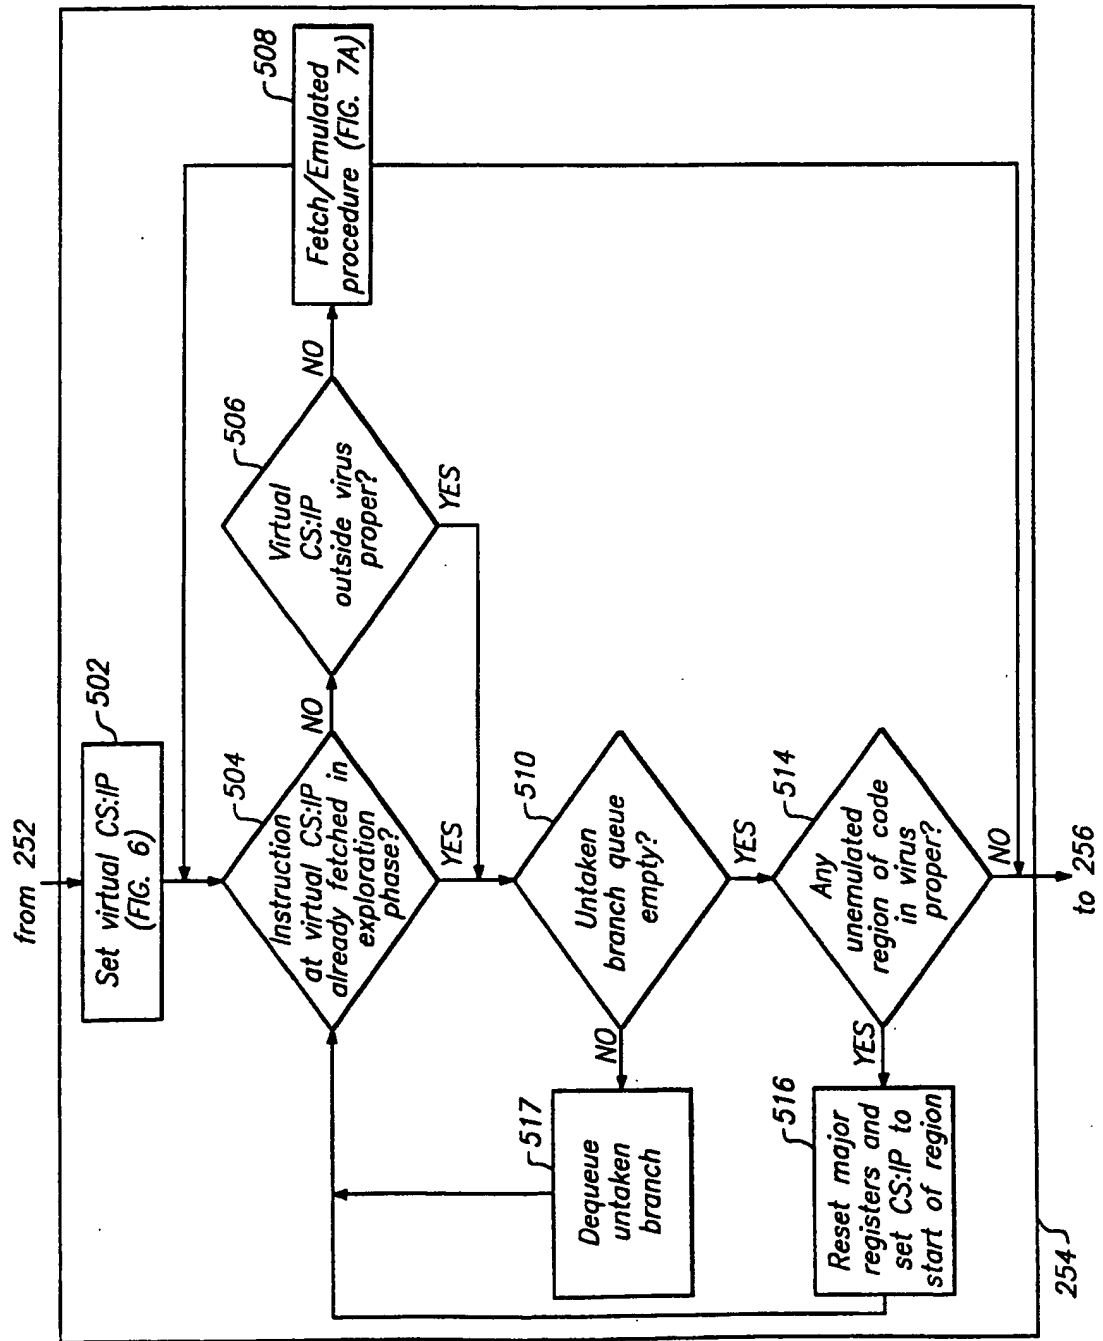 from 252
502
Set virtual CS:IP
(FIG. 6)
504
Instruction
at virtual CS:IP
already fetched in
exploration
phase?
NO
YES
506
Virtual
CS:IP
outside virus
proper?
NO
YES
508
Fetch/Emulated
procedure (FIG. 7A)
510
Untaken
branch queue
empty?
NO
YES
517
Dequeue
untaken
branch
514
Any
unemulated
region of code
in virus
proper?
YES
NO
516
Reset major
registers and
set CS:IP to
start of region
254
to 256